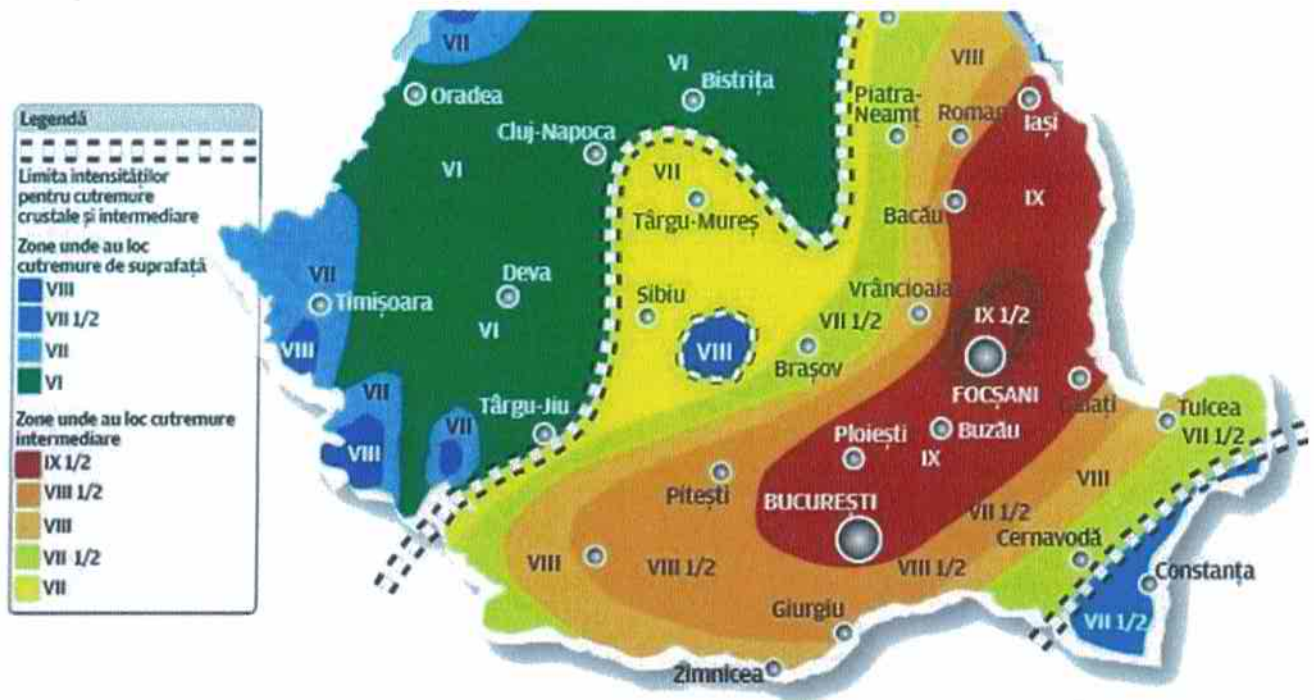 Legendă
Limita intensităților
pentru cutremure
crustale și intermediare
Zone unde au loc
cutremure de suprafață
VIII
VII 1/2
VII
VI
Zone unde au loc cutremure
intermediare
IX 1/2
VIII 1/2
VIII
VII 1/2
VII
VII
VI
Bistrița
VIII
Oradea
Piatra-
Neamț
Roman
Iași
Cluj-Napoca
VI
VII
Târgu-Mureș
IX
Bacău
VII
Timișoara
Deva
Sibiu
Vrâncioaia
VII 1/2
IX 1/2
VI
VIII
VIII
Brașov
FOCȘANI
Galați
VII
VII
Târgu-Jiu
Tulcea
VII 1/2
Ploiești
Buzău
VIII
IX
Pitești
VIII
BUCUREȘTI
VII 1/2
Cernavodă
VIII
VIII 1/2
VIII 1/2
Constanța
Giurgiu
VII 1/2
Zimnicea